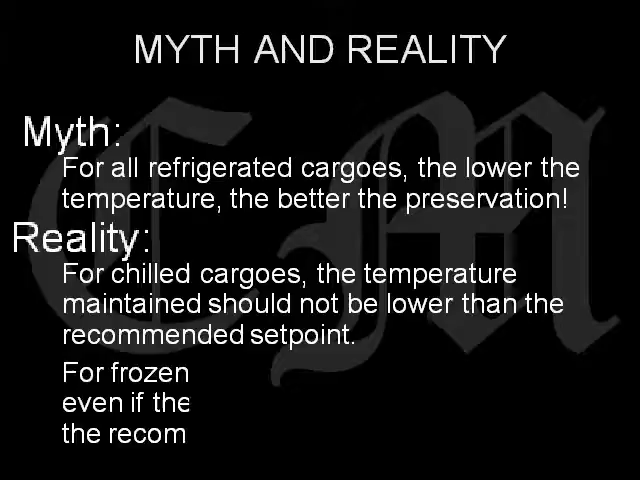 MYTH AND REALITY
Myth:
For all refrigerated cargoes, the lower the
temperature, the better the preservation!
Reality:
For chilled cargoes, the temperature
maintained should not be lower than the
recommended setpoint.
For frozen
even if the
the recom
CM